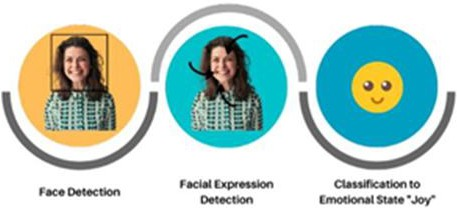 Face Detection
Facial Expression
Detection
Classification to
Emotional State "Joy"